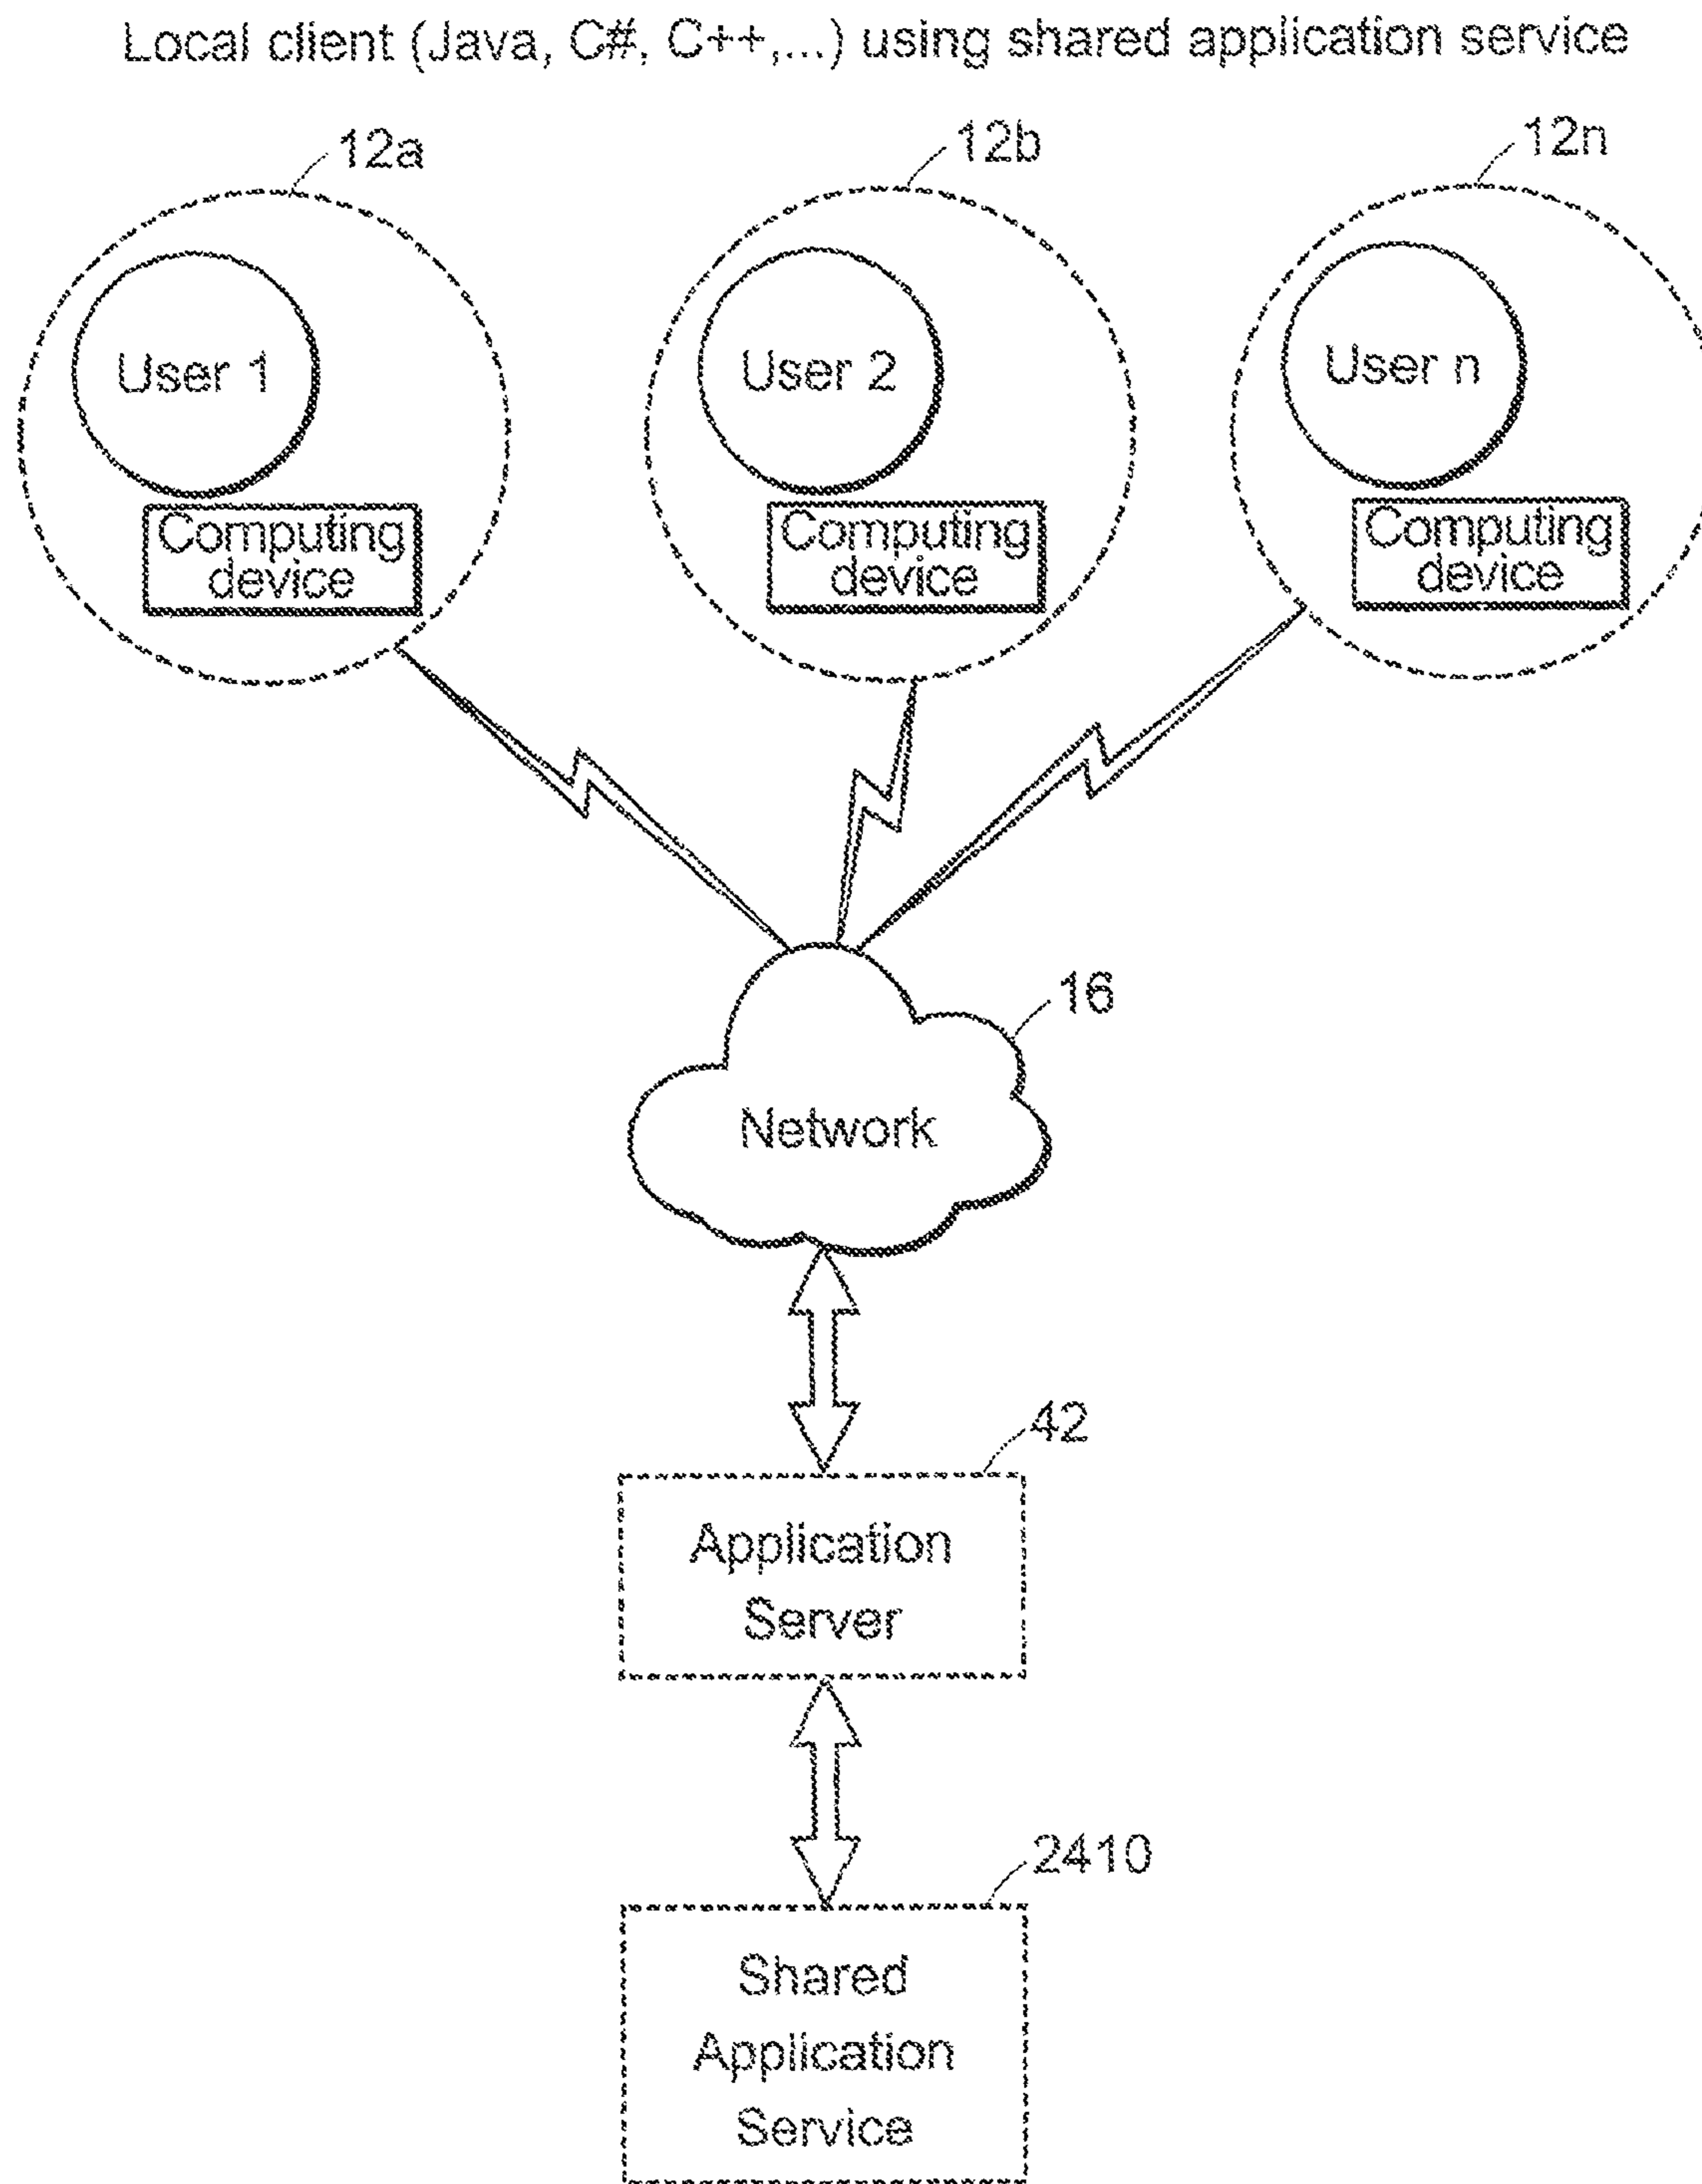 Local client (Java, C#, C++,...) using shared application service
12a
12b
12n
User 1
User 2
User n
Computing
device
Computing
device
Computing
device
16
Network
42
Application
Server
2410
Shared
Application
Service